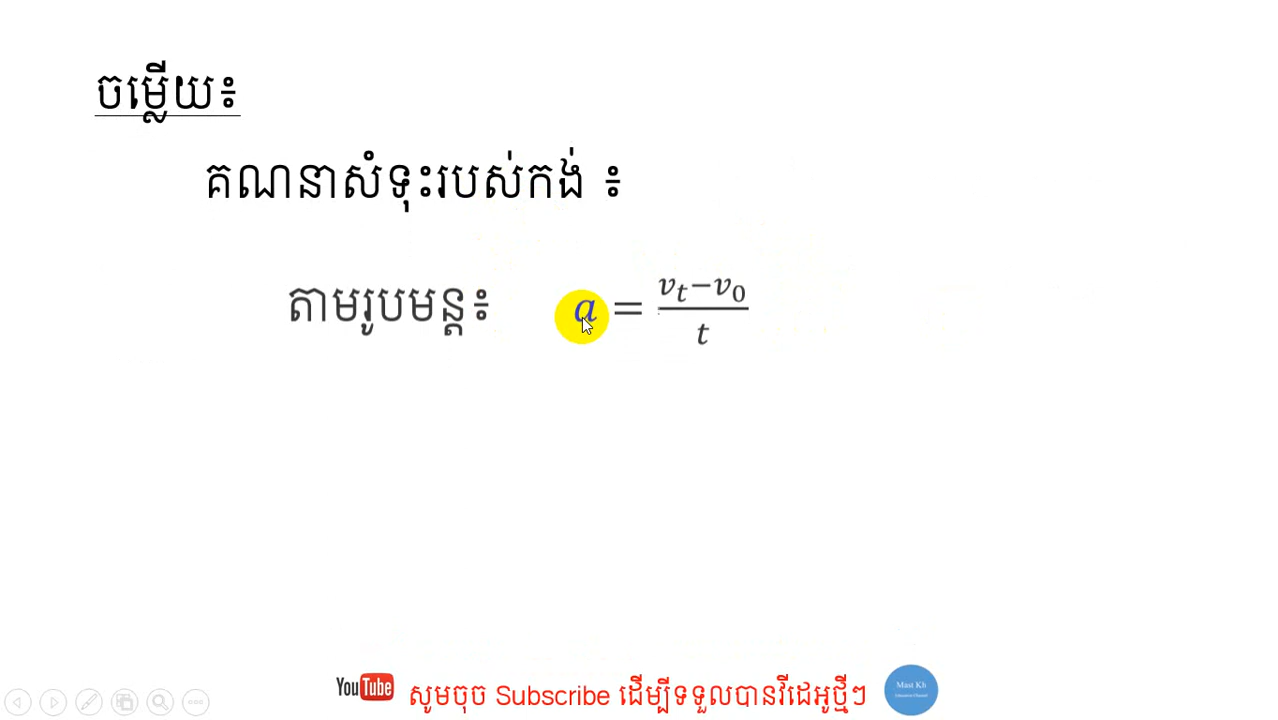 ចម្លើយ៖
គណនាសំទុះរបស់កង់ ៖
តាមរូបមន្ត៖ a = (v_t − v_0)/t
YouTube សូមចុច Subscribe ដើម្បីទទួលបានវីដេអូថ្មីៗ
Mast Kh